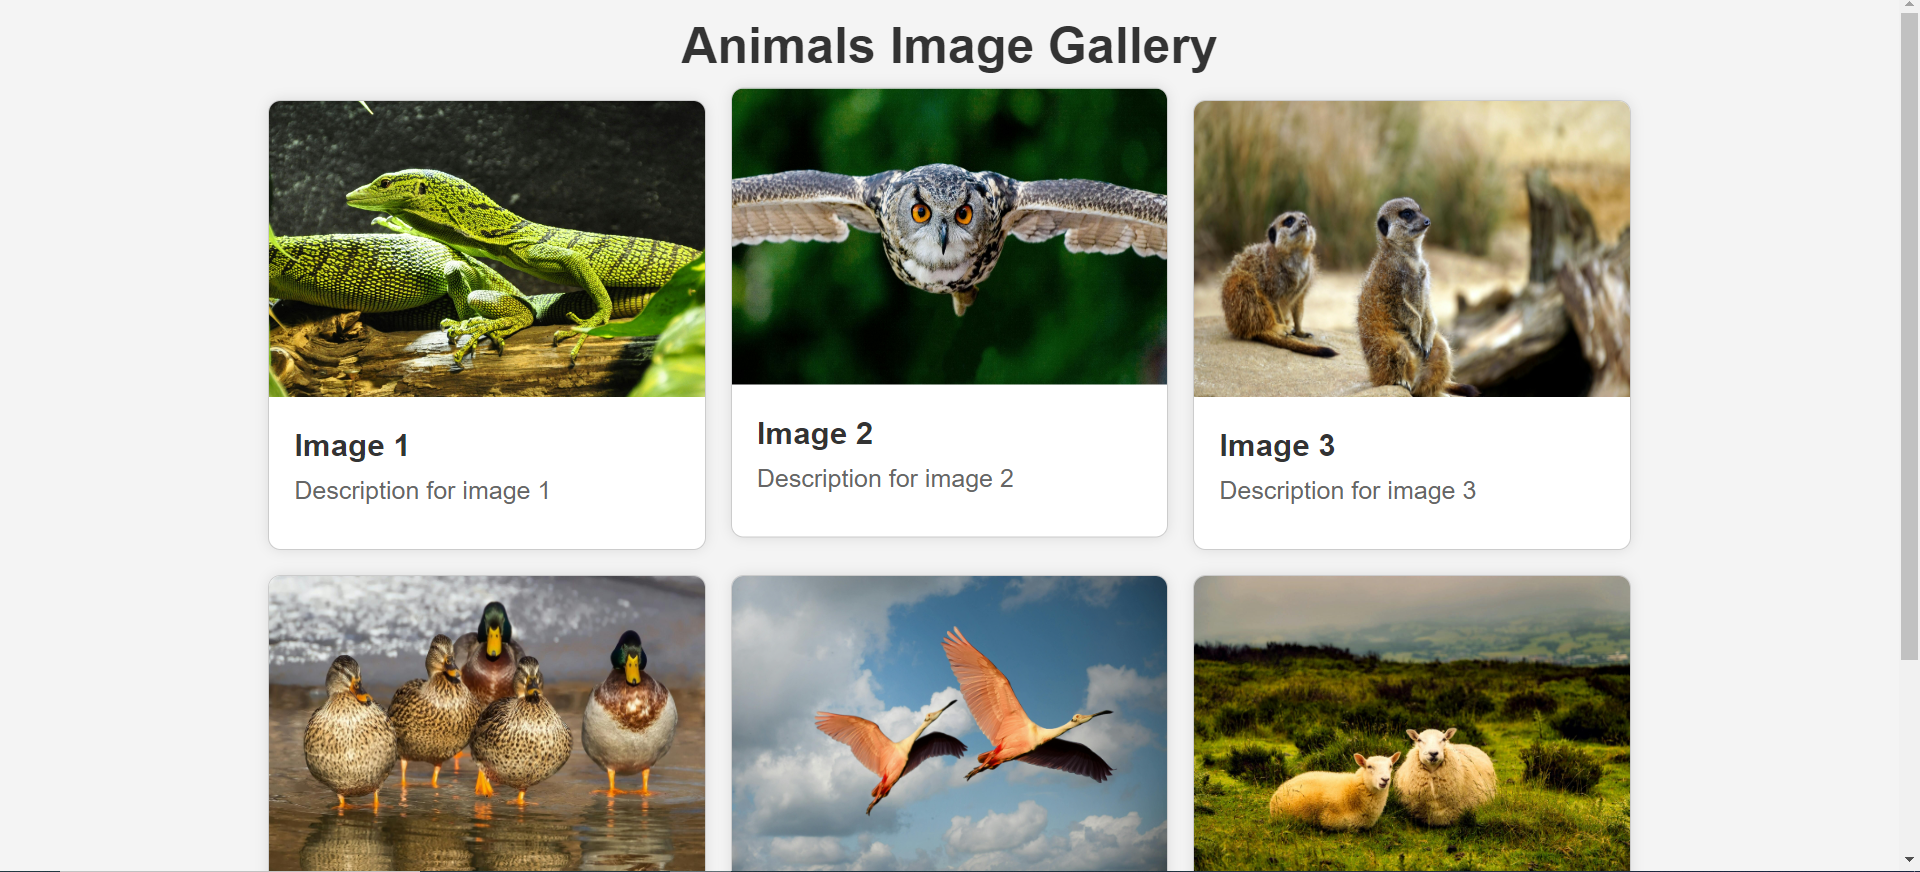 Animals Image Gallery
Image 1
Description for image 1
Image 2
Description for image 2
Image 3
Description for image 3